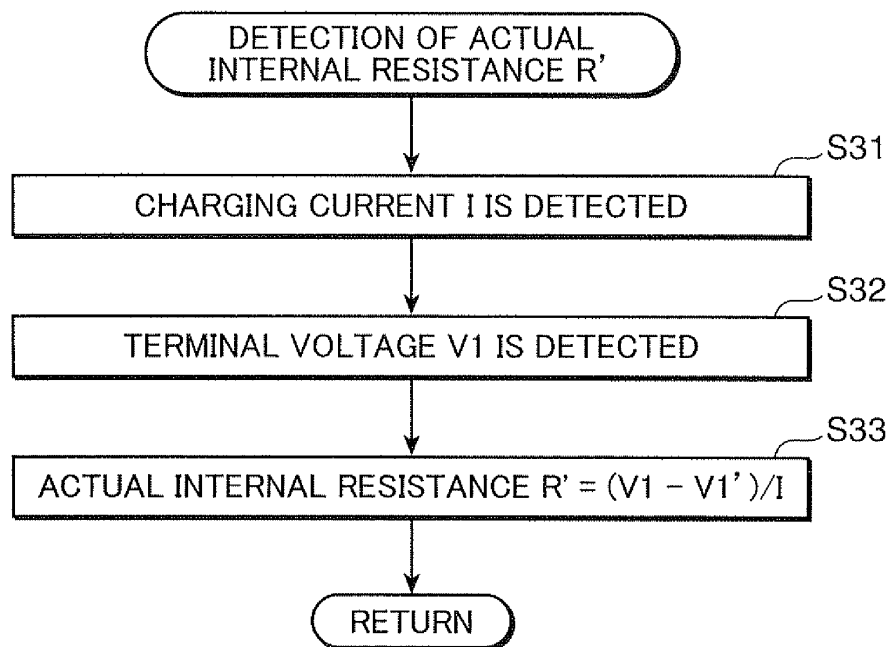 DETECTION OF ACTUAL
INTERNAL RESISTANCE R'
S31
CHARGING CURRENT I IS DETECTED
S32
TERMINAL VOLTAGE V1 IS DETECTED
S33
ACTUAL INTERNAL RESISTANCE R' = (V1 − V1')/I
RETURN